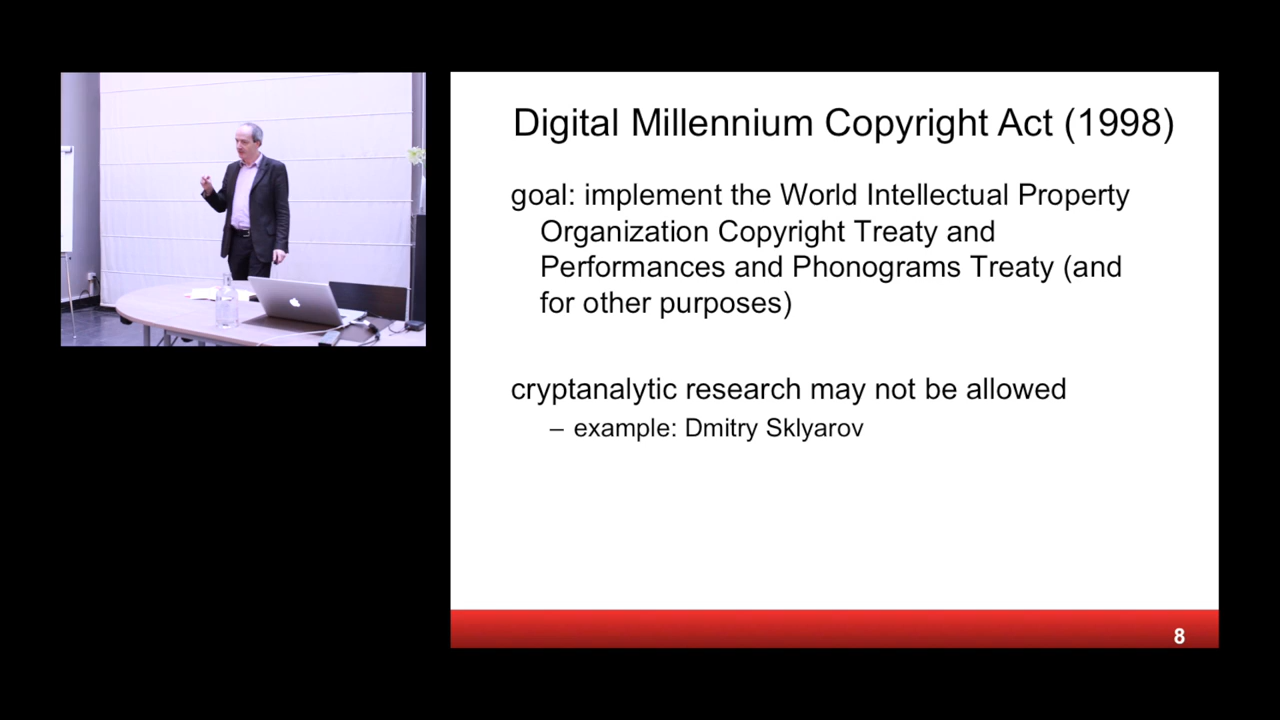 Digital Millennium Copyright Act (1998)
goal: implement the World Intellectual Property
Organization Copyright Treaty and
Performances and Phonograms Treaty (and
for other purposes)
cryptanalytic research may not be allowed
– example: Dmitry Sklyarov
8